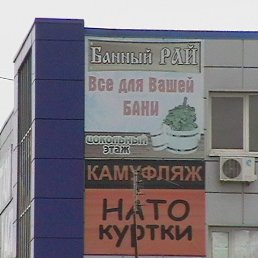 Банный РАЙ
Все для Вашей
БАНИ
цокольный
этаж
КАМУФЛЯЖ
НАТО
куртки